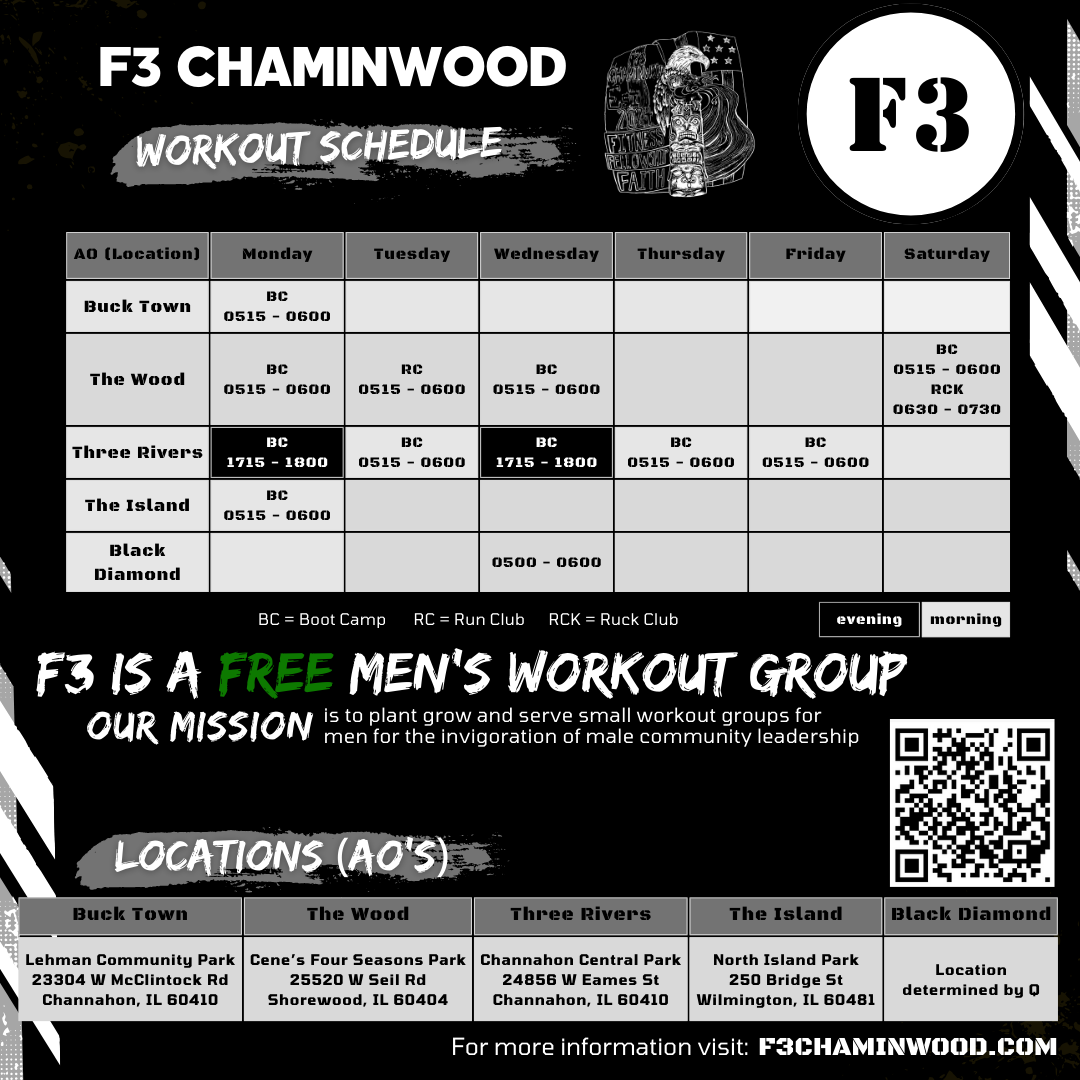 F3 CHAMINWOOD
WORKOUT SCHEDULE
FITNESS
FELLOWSHIP
FAITH
F3
AO (Location) Monday Tuesday Wednesday Thursday Friday Saturday
Buck Town
BC
0515 - 0600
The Wood
BC
0515 - 0600
RC
0515 - 0600
BC
0515 - 0600
BC
0515 - 0600
RCK
0630 - 0730
Three Rivers
BC
1715 - 1800
BC
0515 - 0600
BC
1715 - 1800
BC
0515 - 0600
BC
0515 - 0600
The Island
BC
0515 - 0600
Black
Diamond
0500 - 0600
BC = Boot Camp RC = Run Club RCK = Ruck Club
evening morning
F3 IS A FREE MEN'S WORKOUT GROUP
OUR MISSION is to plant grow and serve small workout groups for
men for the invigoration of male community leadership
LOCATIONS (AO'S)
Buck Town
Lehman Community Park
23304 W McClintock Rd
Channahon, IL 60410
The Wood
Cene's Four Seasons Park
25520 W Seil Rd
Shorewood, IL 60404
Three Rivers
Channahon Central Park
24856 W Eames St
Channahon, IL 60410
The Island
North Island Park
250 Bridge St
Wilmington, IL 60481
Black Diamond
Location
determined by Q
For more information visit: F3CHAMINWOOD.COM